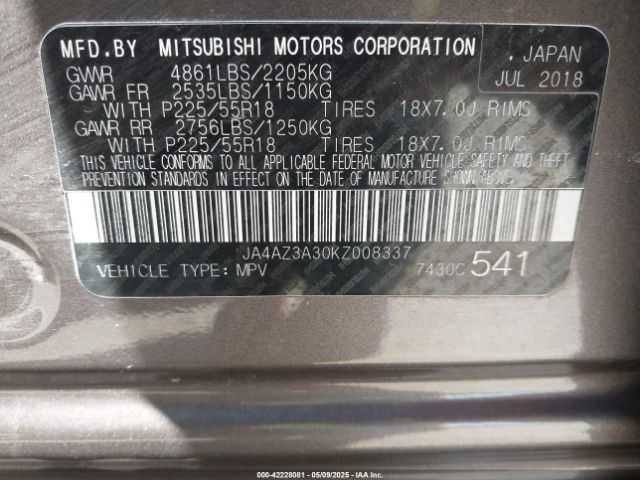 MFD.BY MITSUBISHI MOTORS CORPORATION
. JAPAN
GVWR 4861LBS/2205KG
JUL 2018
GAWR FR 2535LBS/1150KG
WITH P225/55R18 TIRES 18X7.0J RIMS
GAWR RR 2756LBS/1250KG
WITH P225/55R18 TIRES 18X7.0J RIMS
THIS VEHICLE CONFORMS TO ALL APPLICABLE FEDERAL MOTOR VEHICLE-SAFETY AND THEFT
PREVENTION STANDARDS IN EFFECT ON THE DATE OF MANUFACTURE SHOWN ABOVE.
JA4AZ3A30KZ008337
VEHICLE TYPE: MPV 7430C 541
000-42228081 - 05/09/2025 - IAA Inc.